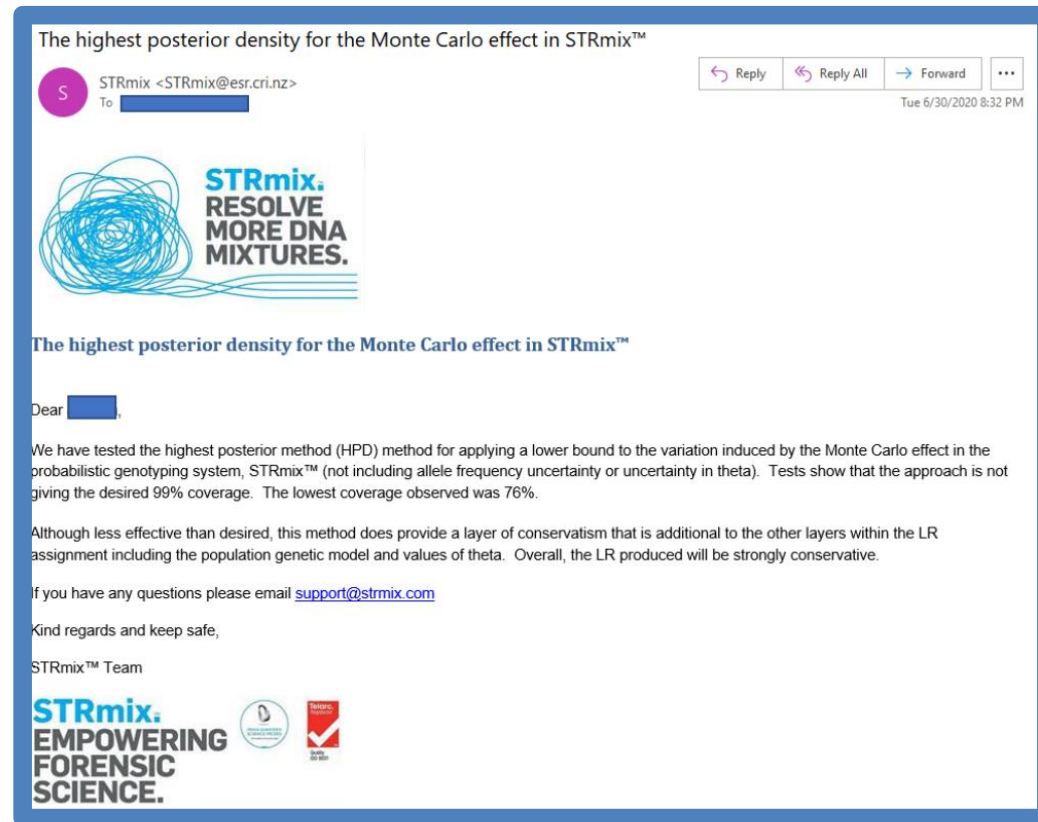 The highest posterior density for the Monte Carlo effect in STRmix™
S
STRmix <STRmix@esr.cri.nz>
To
Reply
Reply All
Forward
...
Tue 6/30/2020 8:32 PM
STRmix™
RESOLVE
MORE DNA
MIXTURES.
The highest posterior density for the Monte Carlo effect in STRmix™
Dear ,
We have tested the highest posterior method (HPD) method for applying a lower bound to the variation induced by the Monte Carlo effect in the
probabilistic genotyping system, STRmix™ (not including allele frequency uncertainty or uncertainty in theta). Tests show that the approach is not
giving the desired 99% coverage. The lowest coverage observed was 76%.
Although less effective than desired, this method does provide a layer of conservatism that is additional to the other layers within the LR
assignment including the population genetic model and values of theta. Overall, the LR produced will be strongly conservative.
If you have any questions please email support@strmix.com
Kind regards and keep safe,
STRmix™ Team
STRmix™
EMPOWERING
FORENSIC
SCIENCE.
Telarc
Registered
Quality
ISO 9001